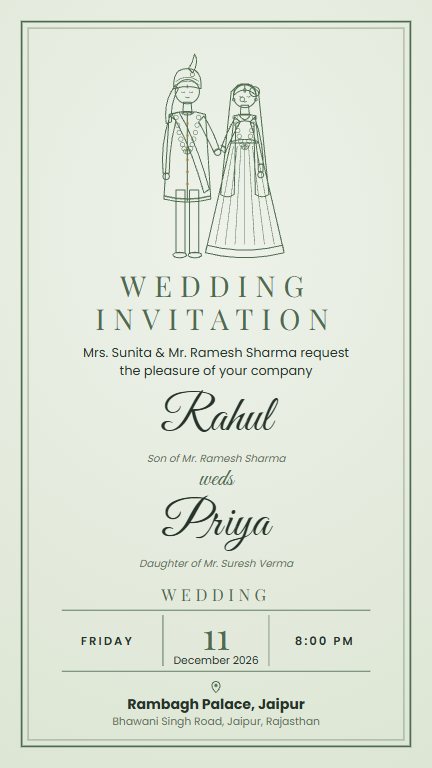 WEDDING
INVITATION
Mrs. Sunita & Mr. Ramesh Sharma request
the pleasure of your company
Rahul
Son of Mr. Ramesh Sharma
weds
Priya
Daughter of Mr. Suresh Verma
WEDDING
FRIDAY
11
December 2026
8:00 PM
Rambagh Palace, Jaipur
Bhawani Singh Road, Jaipur, Rajasthan